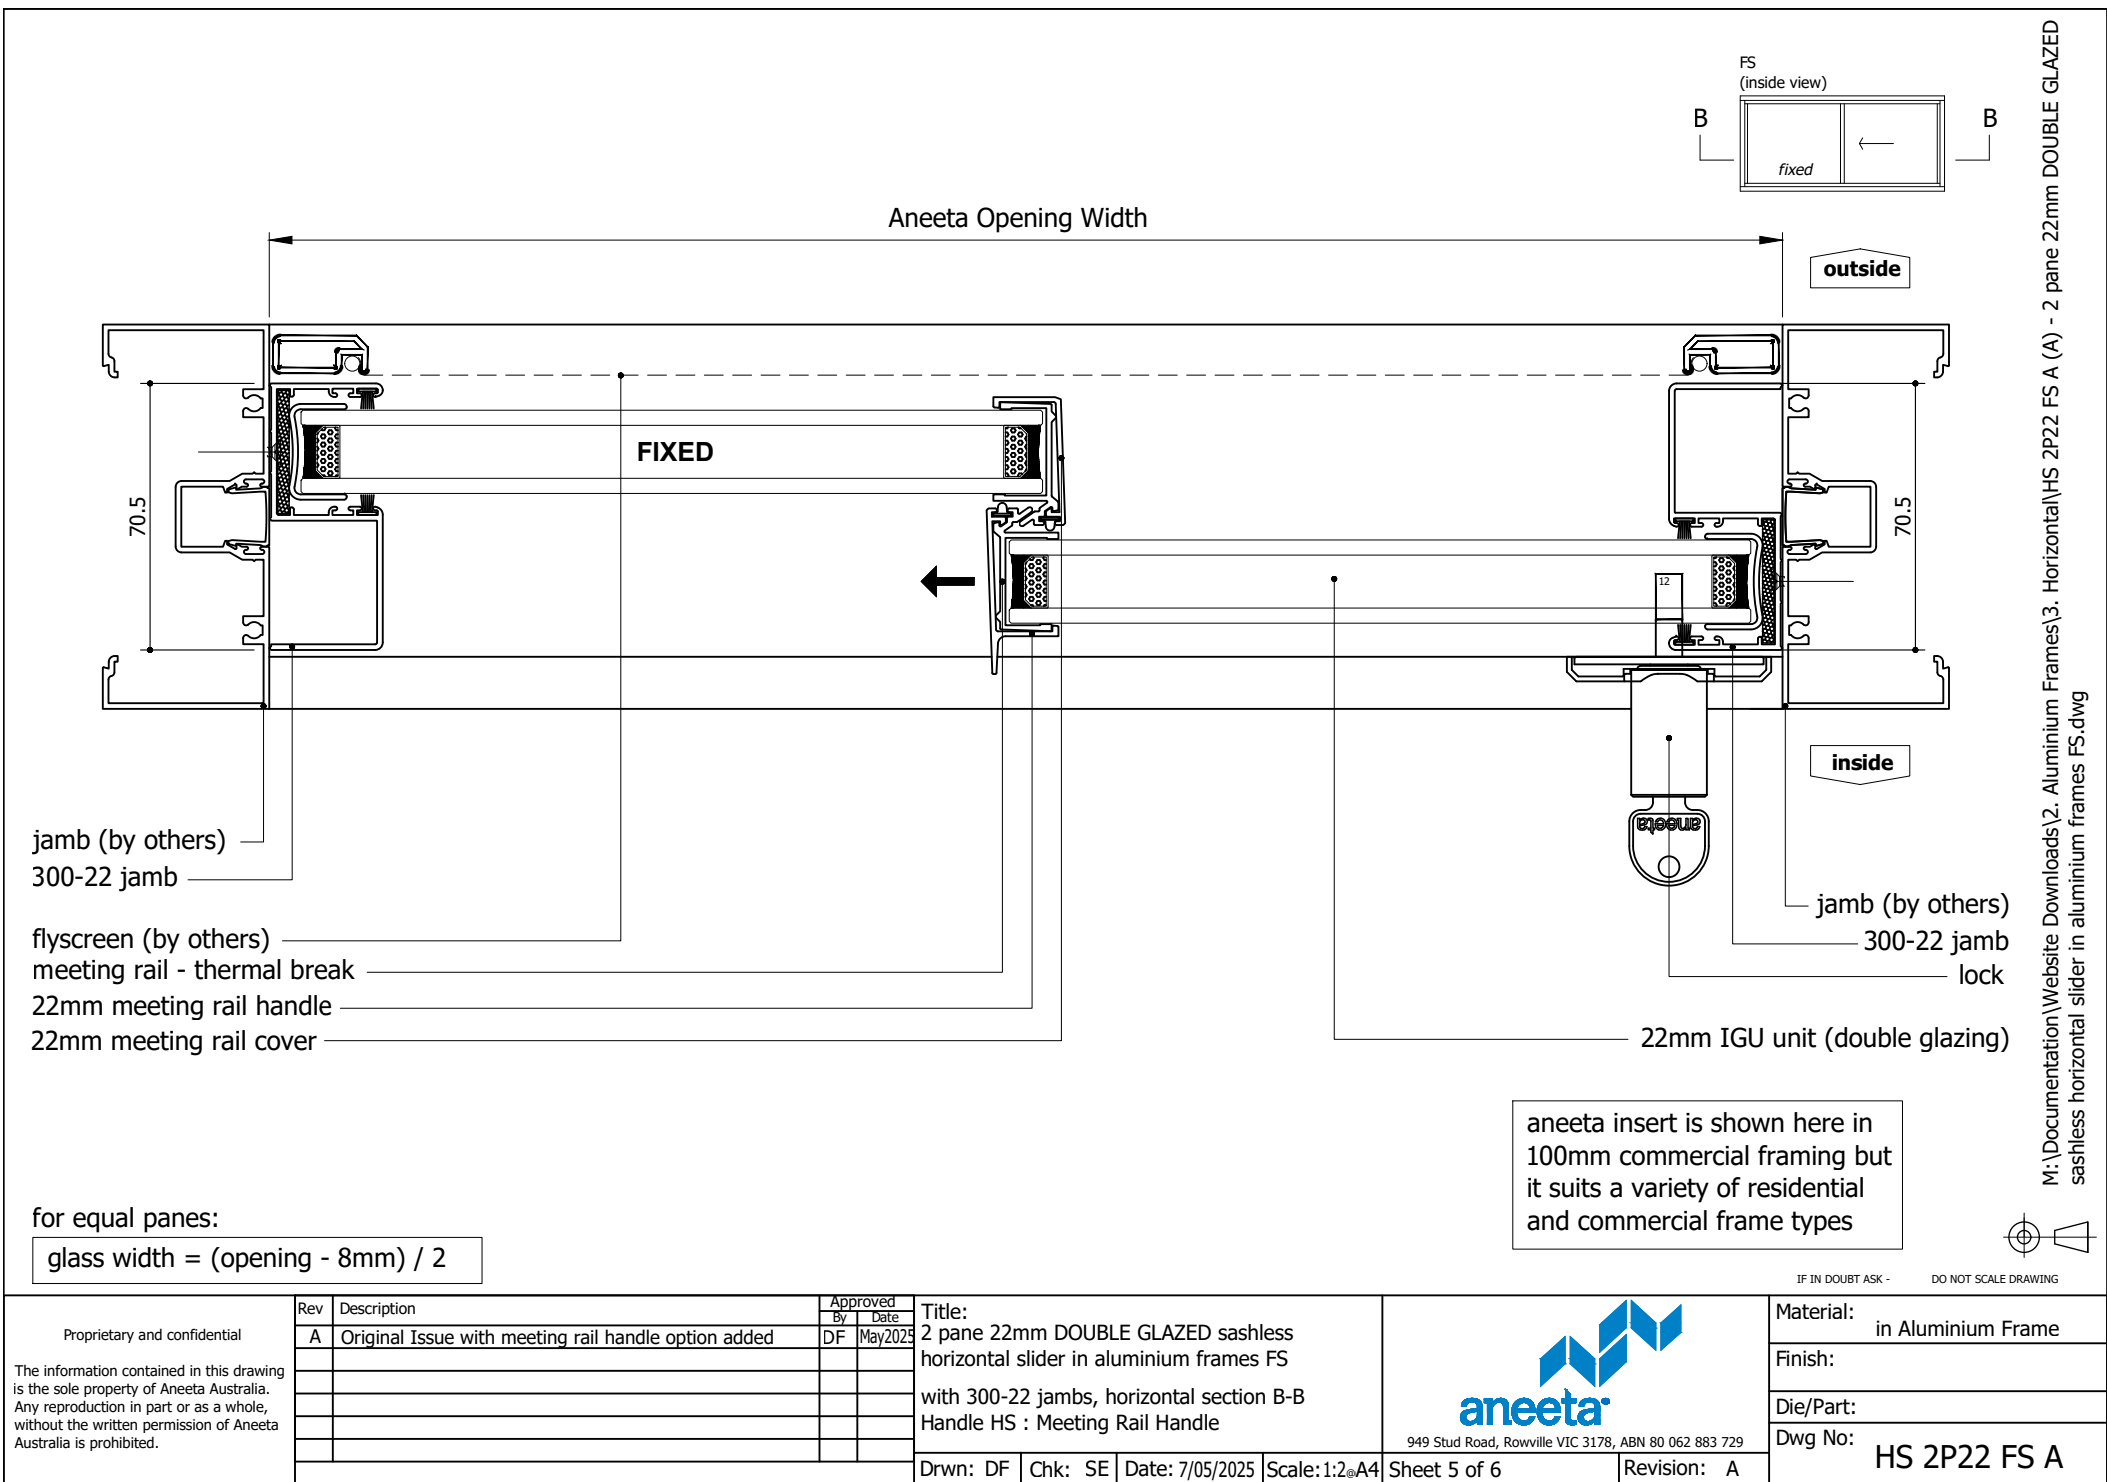 FS
(inside view)
B
B
fixed
Aneeta Opening Width
outside
FIXED
70.5
70.5
12
inside
aneeta
jamb (by others)
300-22 jamb
flyscreen (by others)
meeting rail - thermal break
22mm meeting rail handle
22mm meeting rail cover
jamb (by others)
300-22 jamb
lock
22mm IGU unit (double glazing)
aneeta insert is shown here in
100mm commercial framing but
it suits a variety of residential
and commercial frame types
for equal panes:
glass width = (opening - 8mm) / 2
M:\Documentation\Website Downloads\2. Aluminium Frames\3. Horizontal\HS 2P22 FS A (A) - 2 pane 22mm DOUBLE GLAZED
sashless horizontal slider in aluminium frames FS.dwg
IF IN DOUBT ASK - DO NOT SCALE DRAWING
Proprietary and confidential
The information contained in this drawing
is the sole property of Aneeta Australia.
Any reproduction in part or as a whole,
without the written permission of Aneeta
Australia is prohibited.
Rev Description Approved
By Date
A Original Issue with meeting rail handle option added DF May2025
Title:
2 pane 22mm DOUBLE GLAZED sashless
horizontal slider in aluminium frames FS
with 300-22 jambs, horizontal section B-B
Handle HS : Meeting Rail Handle
Drwn: DF Chk: SE Date: 7/05/2025 Scale: 1:2@A4 Sheet 5 of 6 Revision: A
aneeta
949 Stud Road, Rowville VIC 3178, ABN 80 062 883 729
Material:
in Aluminium Frame
Finish:
Die/Part:
Dwg No:
HS 2P22 FS A